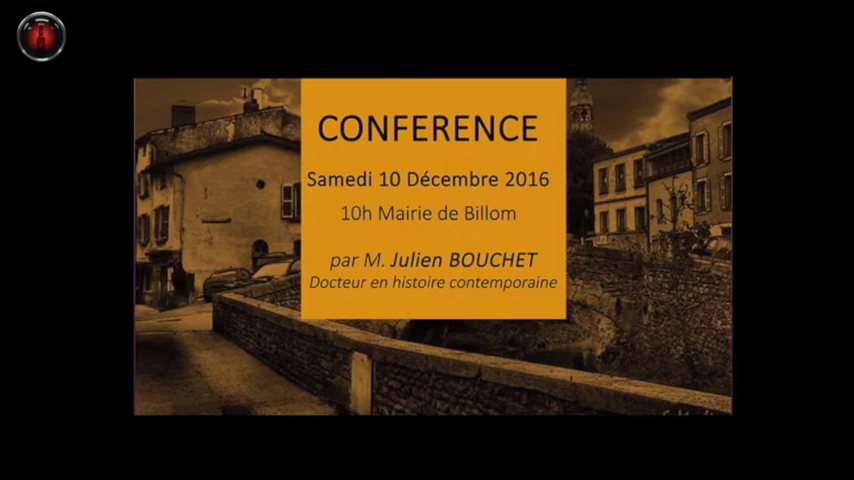 CONFERENCE
Samedi 10 Décembre 2016
10h Mairie de Billom
par M. Julien BOUCHET
Docteur en histoire contemporaine